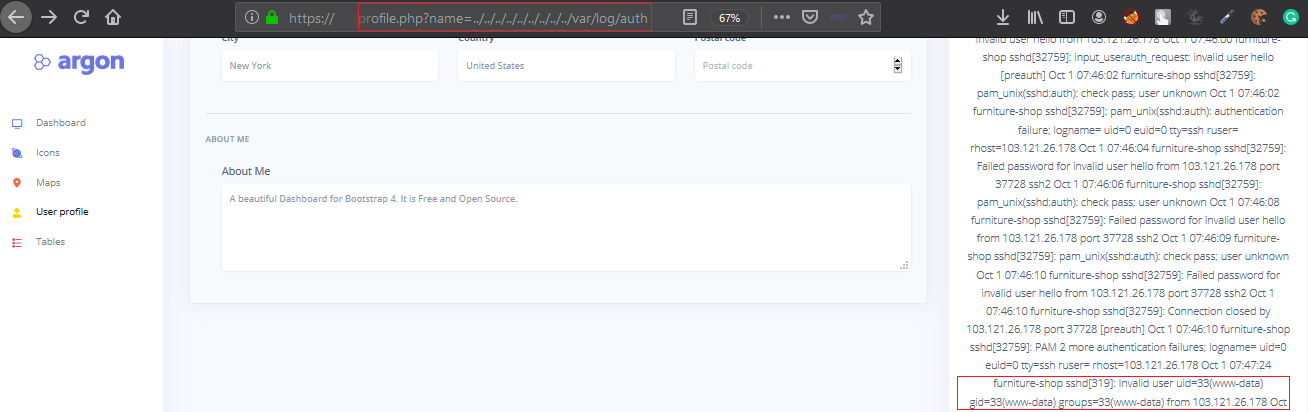 https://
profile.php?name=../../../../../../../../../var/log/auth
67%
argon
Dashboard
Icons
Maps
User profile
Tables
City
Country
Postal code
New York
United States
Postal code
ABOUT ME
About Me
A beautiful Dashboard for Bootstrap 4. It is Free and Open Source.
invalid user hello from 103.121.26.178 Oct 1 07:46:00 furniture-
shop sshd[32759]: input_userauth_request: invalid user hello
[preauth] Oct 1 07:46:02 furniture-shop sshd[32759]:
pam_unix(sshd:auth): check pass; user unknown Oct 1 07:46:02
furniture-shop sshd[32759]: pam_unix(sshd:auth): authentication
failure; logname= uid=0 euid=0 tty=ssh ruser=
rhost=103.121.26.178 Oct 1 07:46:04 furniture-shop sshd[32759]:
Failed password for invalid user hello from 103.121.26.178 port
37728 ssh2 Oct 1 07:46:06 furniture-shop sshd[32759]:
pam_unix(sshd:auth): check pass; user unknown Oct 1 07:46:08
furniture-shop sshd[32759]: Failed password for invalid user hello
from 103.121.26.178 port 37728 ssh2 Oct 1 07:46:09 furniture-
shop sshd[32759]: pam_unix(sshd:auth): check pass; user unknown
Oct 1 07:46:10 furniture-shop sshd[32759]: Failed password for
invalid user hello from 103.121.26.178 port 37728 ssh2 Oct 1
07:46:10 furniture-shop sshd[32759]: Connection closed by
103.121.26.178 port 37728 [preauth] Oct 1 07:46:10 furniture-shop
sshd[32759]: PAM 2 more authentication failures; logname= uid=0
euid=0 tty=ssh ruser= rhost=103.121.26.178 Oct 1 07:47:24
furniture-shop sshd[319]: Invalid user uid=33(www-data)
gid=33(www-data) groups=33(www-data) from 103.121.26.178 Oct